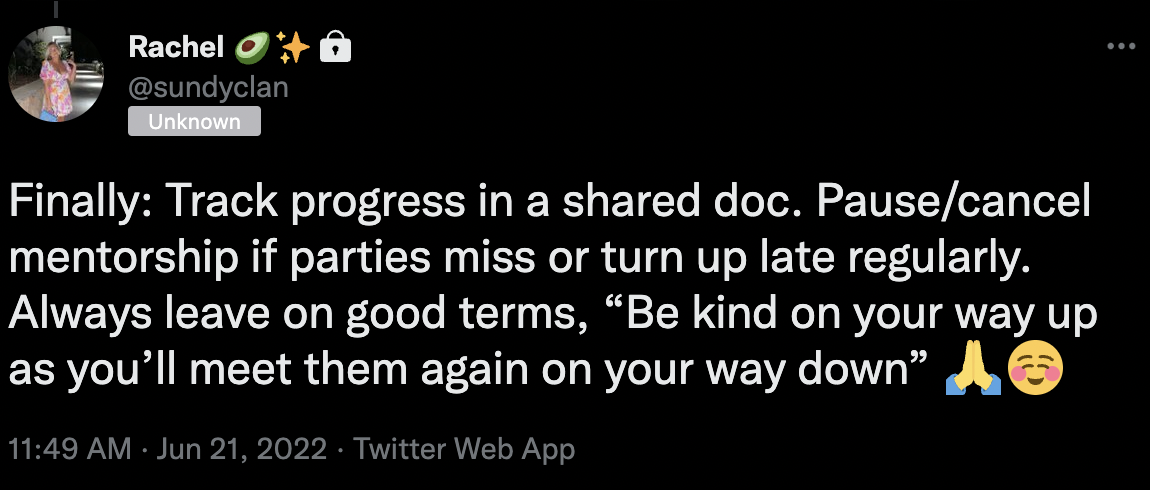 Rachel 🥑✨🔒
@sundyclan
Unknown
Finally: Track progress in a shared doc. Pause/cancel
mentorship if parties miss or turn up late regularly.
Always leave on good terms, “Be kind on your way up
as you’ll meet them again on your way down” 🙏☺️
11:49 AM · Jun 21, 2022 · Twitter Web App